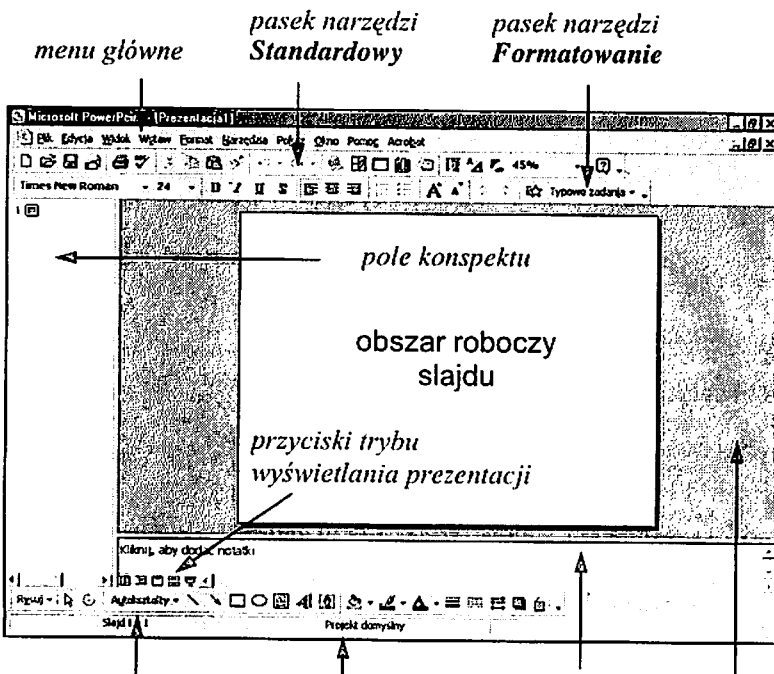 pasek narzędzi
Standardowy
pasek narzędzi
Formatowanie
menu główne
Microsoft PowerPoint - [Prezentacja1]
Plik Edycja Widok Wstaw Format Narzędzia Pokaz Okno Pomoc Acrobat
45%
Times New Roman 24 Typowe zadania
1
pole konspektu
obszar roboczy
slajdu
przyciski trybu
wyświetlania prezentacji
Kliknij, aby dodać notatki
Rysuj Autokształty
Slajd 1 z 1 Projekt domyślny